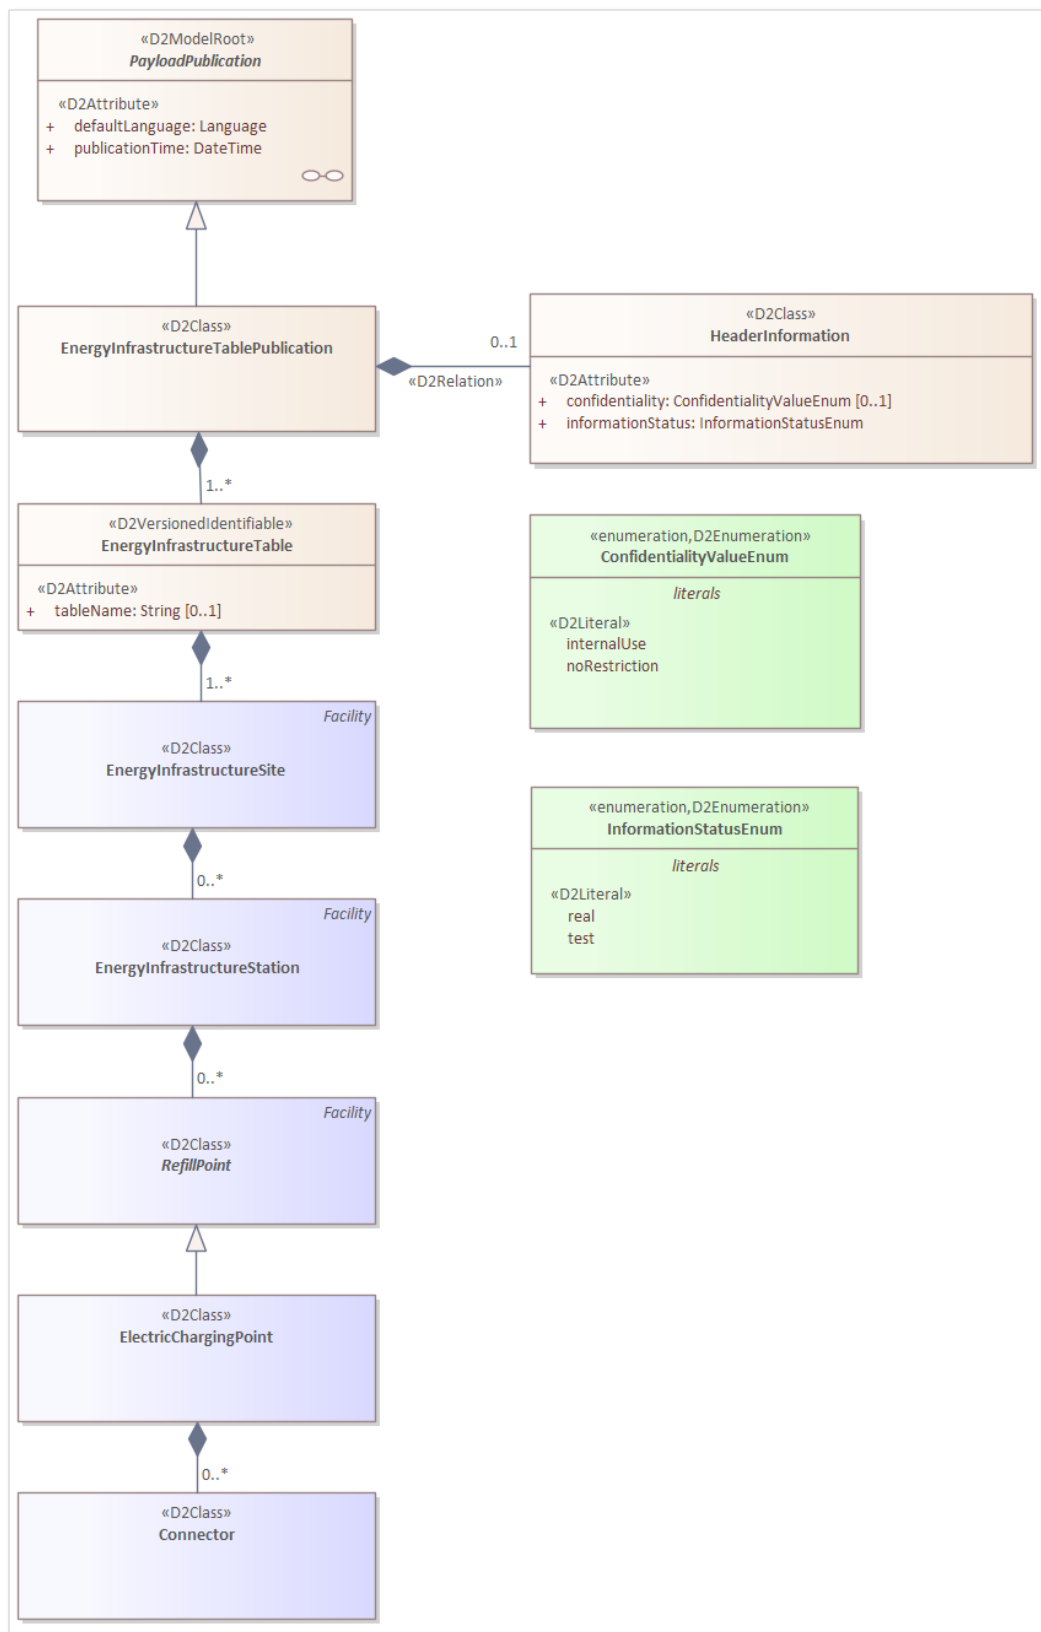 «D2ModelRoot»
PayloadPublication
«D2Attribute»
+ defaultLanguage: Language
+ publicationTime: DateTime
«D2Class»
EnergyInfrastructureTablePublication
0..1
«D2Relation»
«D2Class»
HeaderInformation
«D2Attribute»
+ confidentiality: ConfidentialityValueEnum [0..1]
+ informationStatus: InformationStatusEnum
1..*
«D2VersionedIdentifiable»
EnergyInfrastructureTable
«D2Attribute»
+ tableName: String [0..1]
«enumeration,D2Enumeration»
ConfidentialityValueEnum
literals
«D2Literal»
internalUse
noRestriction
1..*
Facility
«D2Class»
EnergyInfrastructureSite
«enumeration,D2Enumeration»
InformationStatusEnum
literals
«D2Literal»
real
test
0..*
Facility
«D2Class»
EnergyInfrastructureStation
0..*
Facility
«D2Class»
RefillPoint
«D2Class»
ElectricChargingPoint
0..*
«D2Class»
Connector